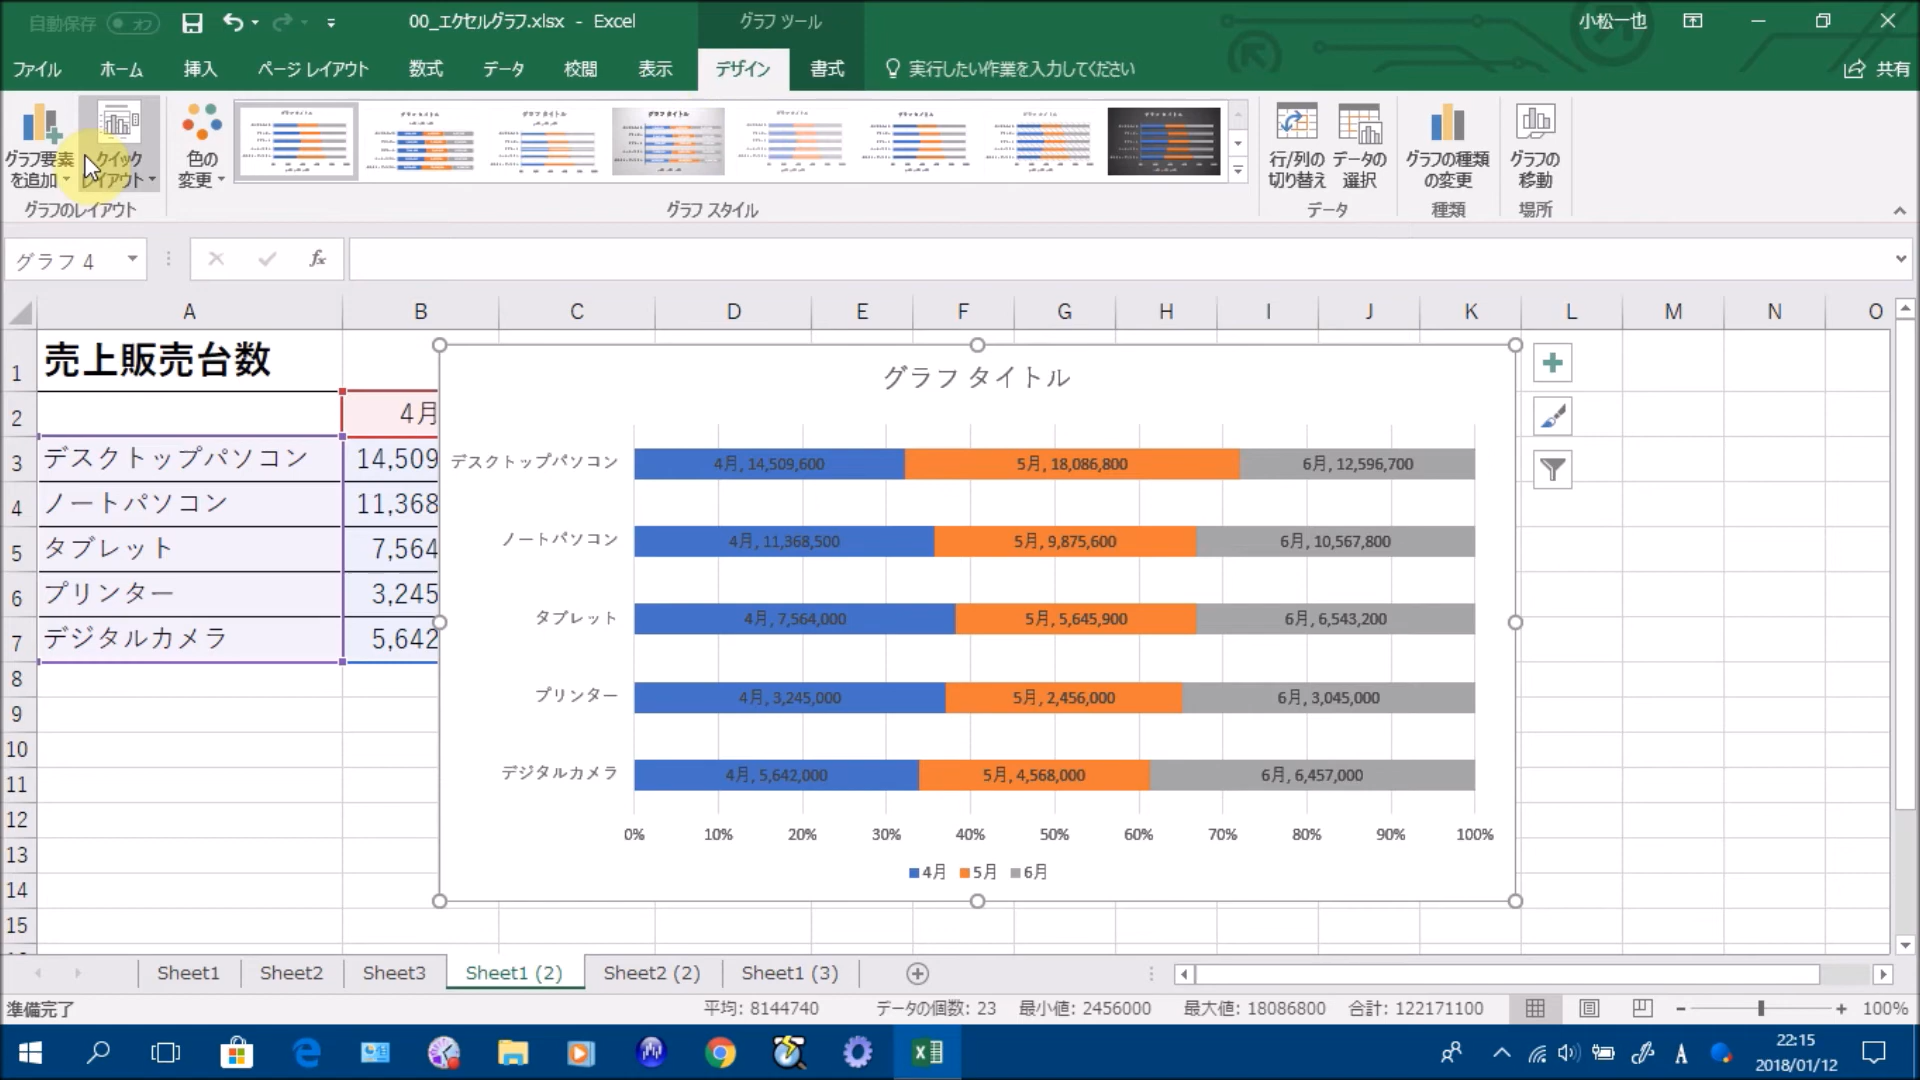 自動保存 オフ
00_エクセルグラフ.xlsx - Excel
グラフ ツール
小松一也
ファイル ホーム 挿入 ページ レイアウト 数式 データ 校閲 表示 デザイン 書式 実行したい作業を入力してください 共有
グラフ要素を追加
クイックレイアウト
色の変更
行/列の切り替え
データの選択
グラフの種類の変更
グラフの移動
グラフのレイアウト グラフ スタイル データ 種類 場所
グラフ 4
fx
A B C D E F G H I J K L M N O
1 売上販売台数
2 4月
3 デスクトップパソコン 14,509
4 ノートパソコン 11,368
5 タブレット 7,564
6 プリンター 3,245
7 デジタルカメラ 5,642
8
9
10
11
12
13
14
15
グラフ タイトル
デスクトップパソコン 4月, 14,509,600 5月, 18,086,800 6月, 12,596,700
ノートパソコン 4月, 11,368,500 5月, 9,875,600 6月, 10,567,800
タブレット 4月, 7,564,000 5月, 5,645,900 6月, 6,543,200
プリンター 4月, 3,245,000 5月, 2,456,000 6月, 3,045,000
デジタルカメラ 4月, 5,642,000 5月, 4,568,000 6月, 6,457,000
0% 10% 20% 30% 40% 50% 60% 70% 80% 90% 100%
4月 5月 6月
Sheet1 Sheet2 Sheet3 Sheet1 (2) Sheet2 (2) Sheet1 (3)
準備完了 平均: 8144740 データの個数: 23 最小値: 2456000 最大値: 18086800 合計: 122171100 100%
A
22:15
2018/01/12